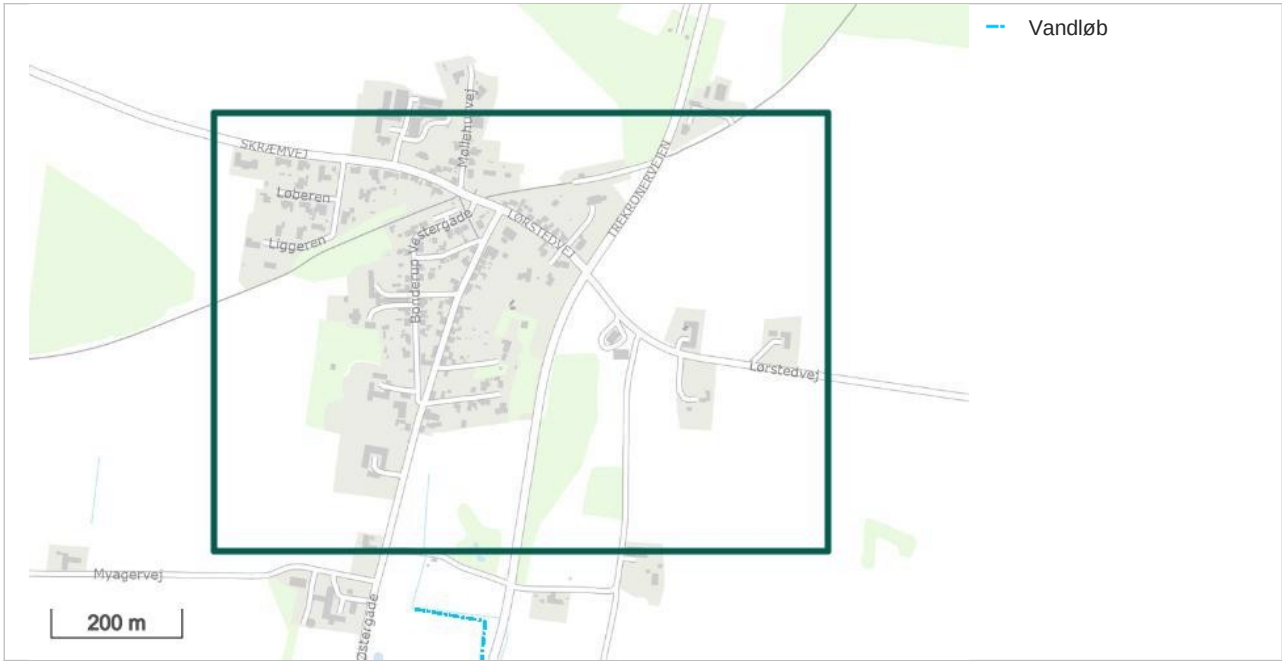 Vandløb
Møllehusvej
SKRÆMVEJ
TREKRONERVEJEN
Løberen
LØRSTEDVEJ
Bonderup Vestergade
Liggeren
Lørstedvej
Myagervej
200 m
Østergade